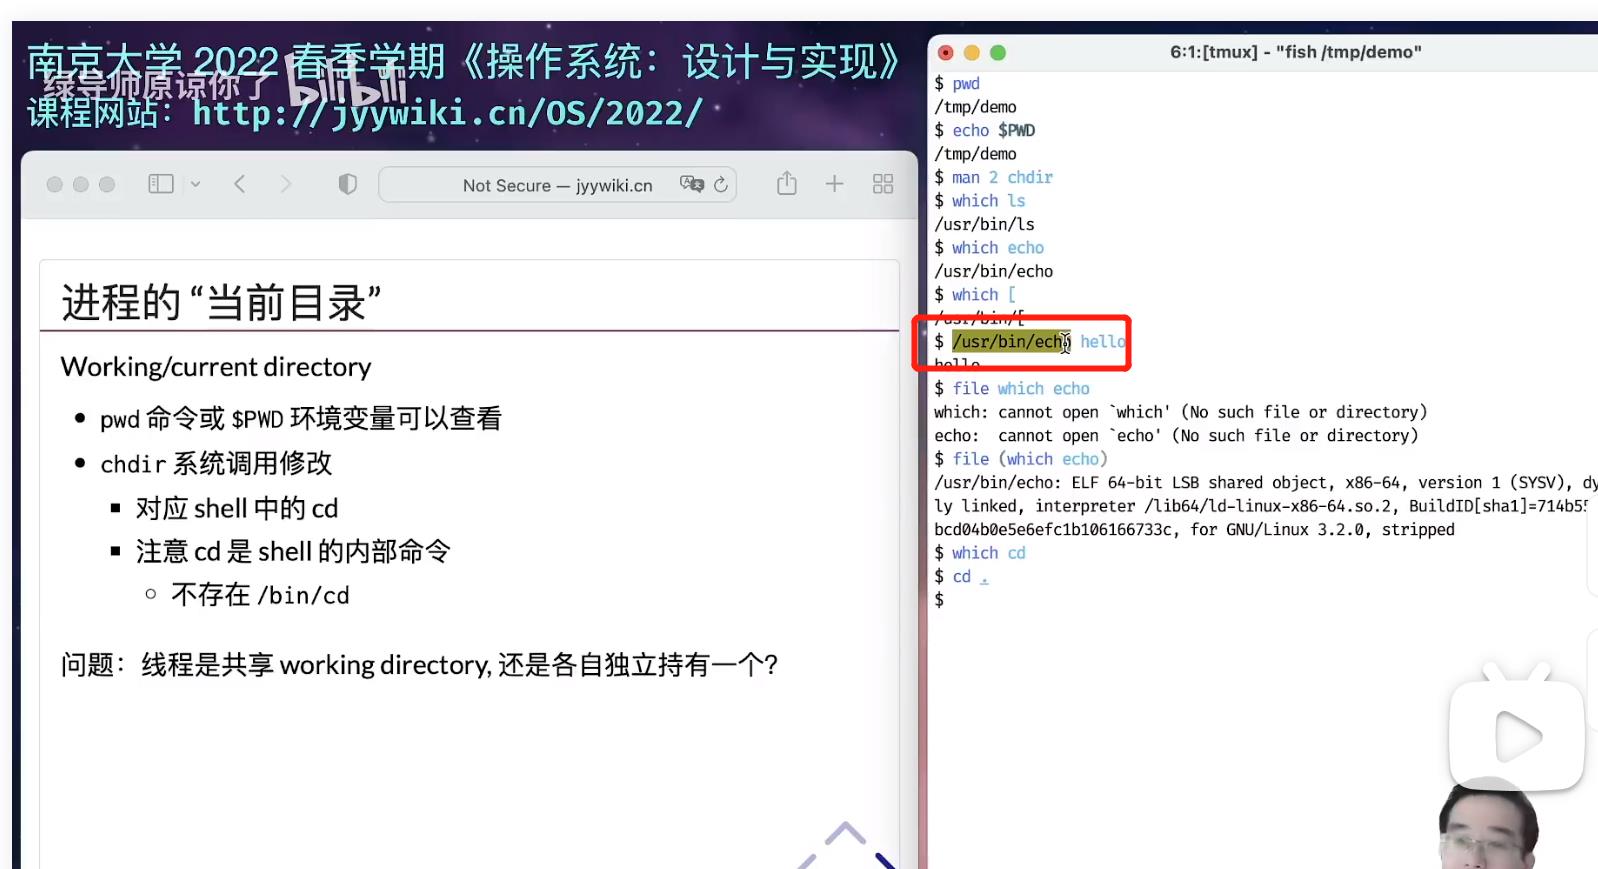 南京大学 2022 春季学期《操作系统：设计与实现》
绿导师原谅你了 bilibili
课程网站：http://jyywiki.cn/OS/2022/
Not Secure — jyywiki.cn
进程的 “当前目录”
Working/current directory
• pwd 命令或 $PWD 环境变量可以查看
• chdir 系统调用修改
▪ 对应 shell 中的 cd
▪ 注意 cd 是 shell 的内部命令
◦ 不存在 /bin/cd
问题：线程是共享 working directory, 还是各自独立持有一个?
6:1:[tmux] - "fish /tmp/demo"
$ pwd
/tmp/demo
$ echo $PWD
/tmp/demo
$ man 2 chdir
$ which ls
/usr/bin/ls
$ which echo
/usr/bin/echo
$ which [
/usr/bin/[
$ /usr/bin/echo hello
hello
$ file which echo
which: cannot open `which' (No such file or directory)
echo:  cannot open `echo' (No such file or directory)
$ file (which echo)
/usr/bin/echo: ELF 64-bit LSB shared object, x86-64, version 1 (SYSV), dy
ly linked, interpreter /lib64/ld-linux-x86-64.so.2, BuildID[sha1]=714b55
bcd04b0e5e6efc1b106166733c, for GNU/Linux 3.2.0, stripped
$ which cd
$ cd .
$